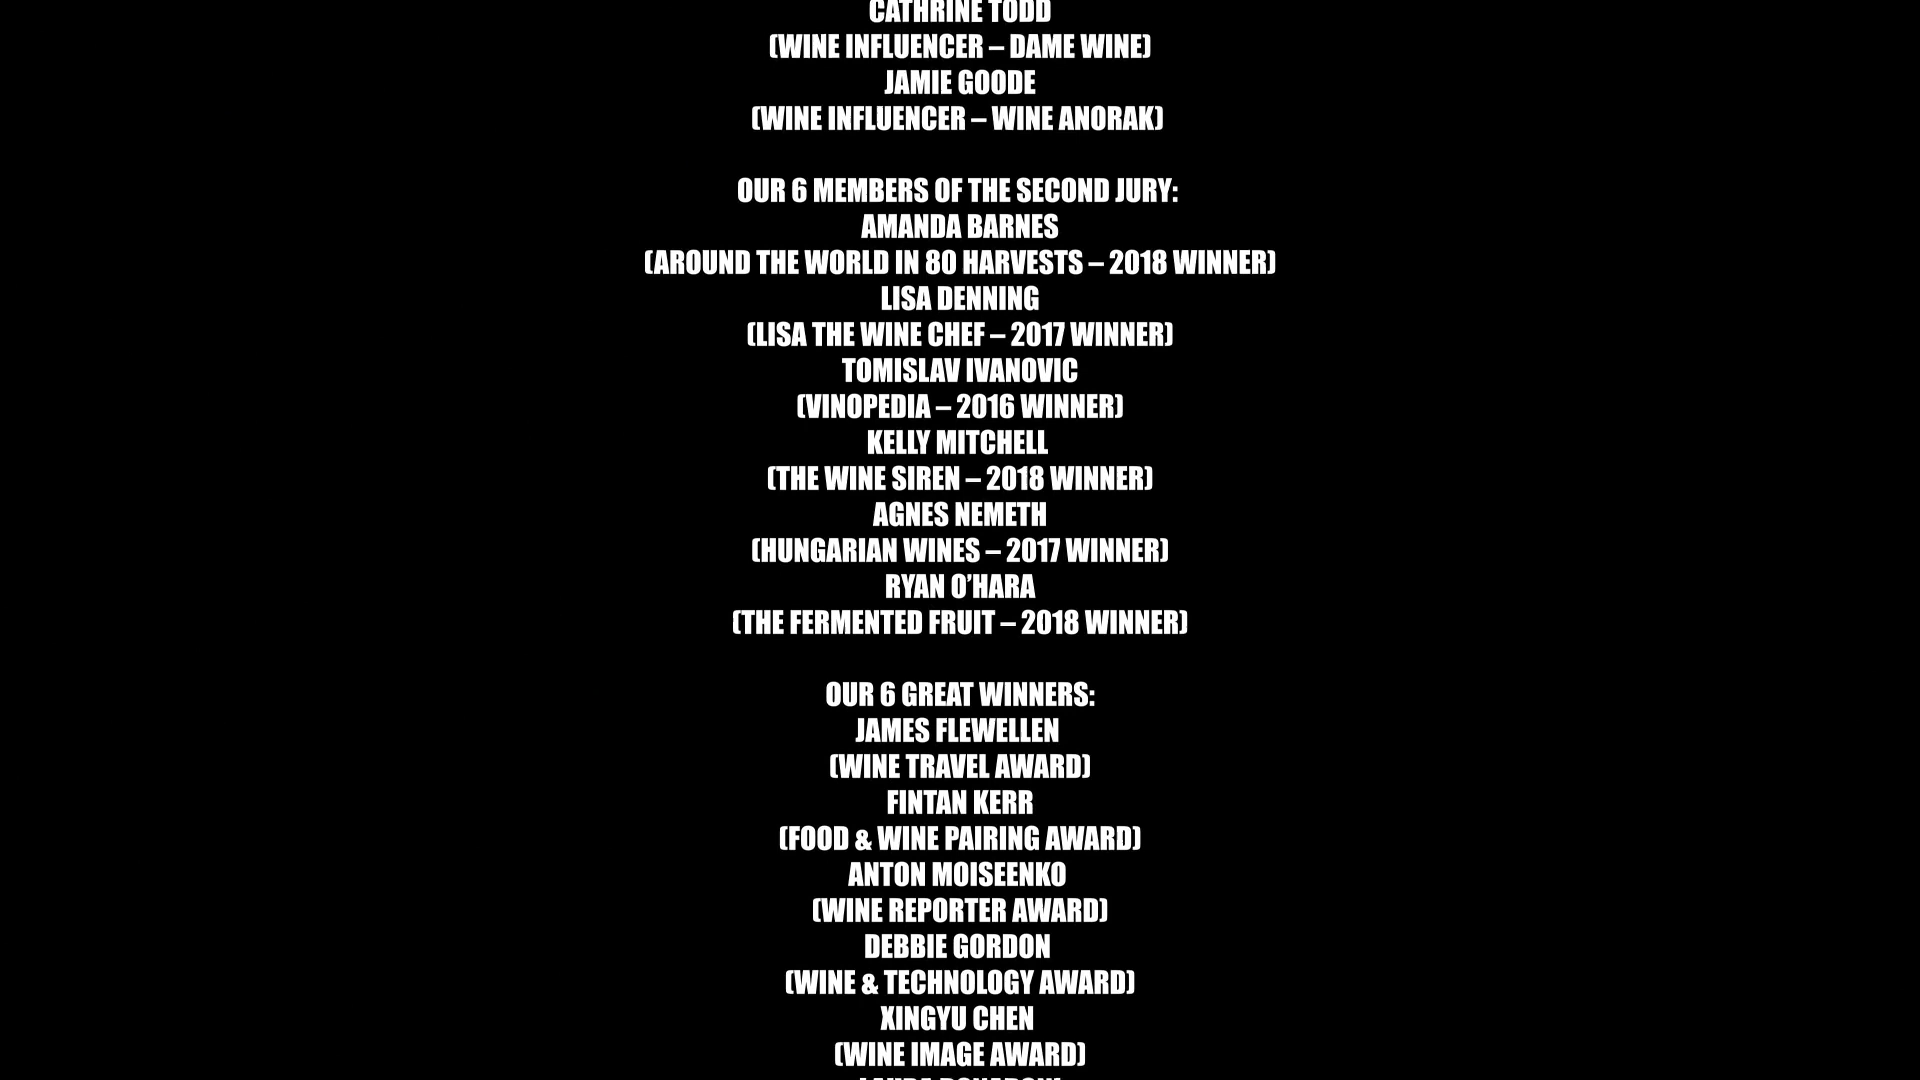 CATHRINE TODD
(WINE INFLUENCER – DAME WINE)
JAMIE GOODE
(WINE INFLUENCER – WINE ANORAK)
OUR 6 MEMBERS OF THE SECOND JURY:
AMANDA BARNES
(AROUND THE WORLD IN 80 HARVESTS – 2018 WINNER)
LISA DENNING
(LISA THE WINE CHEF – 2017 WINNER)
TOMISLAV IVANOVIC
(VINOPEDIA – 2016 WINNER)
KELLY MITCHELL
(THE WINE SIREN – 2018 WINNER)
AGNES NEMETH
(HUNGARIAN WINES – 2017 WINNER)
RYAN O’HARA
(THE FERMENTED FRUIT – 2018 WINNER)
OUR 6 GREAT WINNERS:
JAMES FLEWELLEN
(WINE TRAVEL AWARD)
FINTAN KERR
(FOOD & WINE PAIRING AWARD)
ANTON MOISEENKO
(WINE REPORTER AWARD)
DEBBIE GORDON
(WINE & TECHNOLOGY AWARD)
XINGYU CHEN
(WINE IMAGE AWARD)